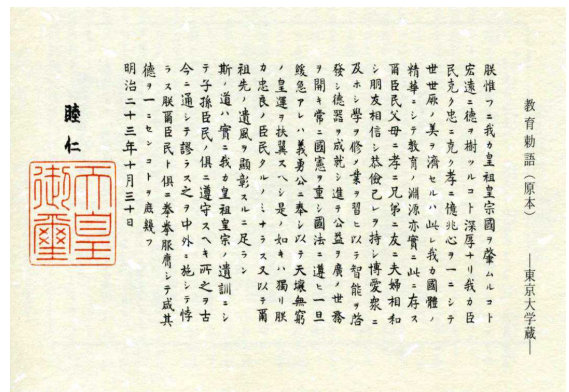 教育勅語（原本）　――東京大学蔵――
朕惟フニ我カ皇祖皇宗國ヲ肇ムルコト
宏遠ニ德ヲ樹ツルコト深厚ナリ我カ臣
民克ク忠ニ克ク孝ニ億兆心ヲ一ニシテ
世世厥ノ美ヲ濟セルハ此レ我カ國體ノ
精華ニシテ教育ノ淵源亦實ニ此ニ存ス
爾臣民父母ニ孝ニ兄弟ニ友ニ夫婦相和
シ朋友相信シ恭儉己レヲ持シ博愛衆ニ
及ホシ學ヲ修メ業ヲ習ヒ以テ智能ヲ啓
發シ德器ヲ成就シ進テ公益ヲ廣メ世務
ヲ開キ常ニ國憲ヲ重シ國法ニ遵ヒ一旦
緩急アレハ義勇公ニ奉シ以テ天壤無窮
ノ皇運ヲ扶翼スヘシ是ノ如キハ獨リ朕
カ忠良ノ臣民タルノミナラス又以テ爾
祖先ノ遺風ヲ顯彰スルニ足ラン
斯ノ道ハ實ニ我カ皇祖皇宗ノ遺訓ニシ
テ子孫臣民ノ俱ニ遵守スヘキ所之ヲ古
今ニ通シテ謬ラス之ヲ中外ニ施シテ悖
ラス朕爾臣民ト俱ニ拳拳服膺シテ咸其
德ヲ一ニセンコトヲ庶幾フ
明治二十三年十月三十日
睦仁
天皇
御璽